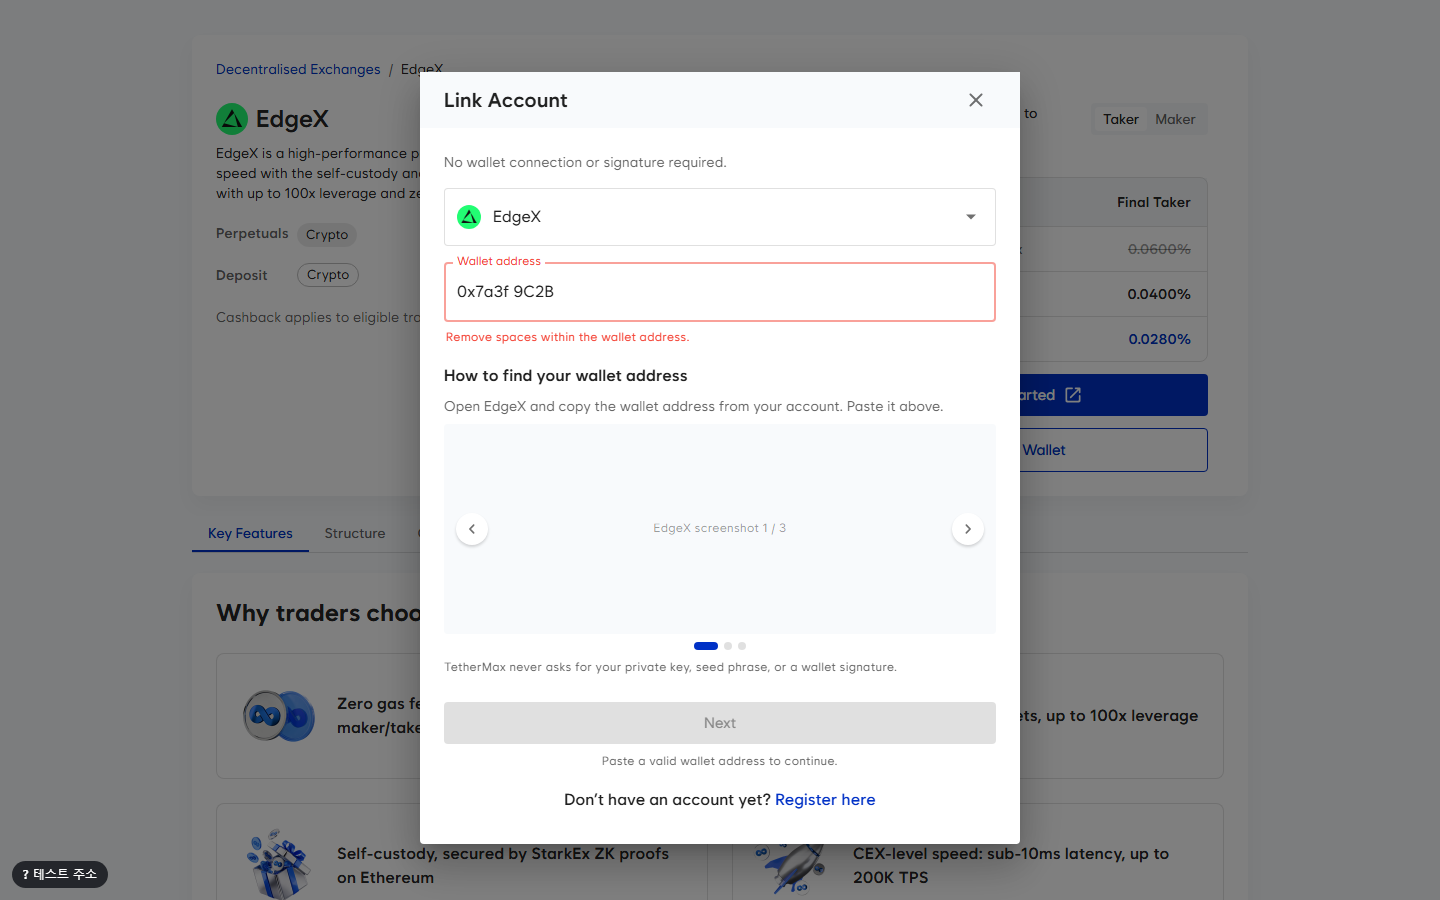 Decentralised Exchanges / EdgeX
Link Account
EdgeX
to
Taker Maker
EdgeX is a high-performance p
speed with the self-custody and
with up to 100x leverage and ze
No wallet connection or signature required.
EdgeX
Final Taker
Perpetuals Crypto
0.0600%
Deposit Crypto
Wallet address
0x7a3f 9C2B
0.0400%
Cashback applies to eligible tra
Remove spaces within the wallet address.
0.0280%
How to find your wallet address
arted
Open EdgeX and copy the wallet address from your account. Paste it above.
Wallet
EdgeX screenshot 1 / 3
Key Features Structure
Why traders choo
TetherMax never asks for your private key, seed phrase, or a wallet signature.
Zero gas fe
maker/take
ts, up to 100x leverage
Next
Paste a valid wallet address to continue.
Don’t have an account yet? Register here
Self-custody, secured by StarkEx ZK proofs
on Ethereum
CEX-level speed: sub-10ms latency, up to
200K TPS
? 테스트 주소